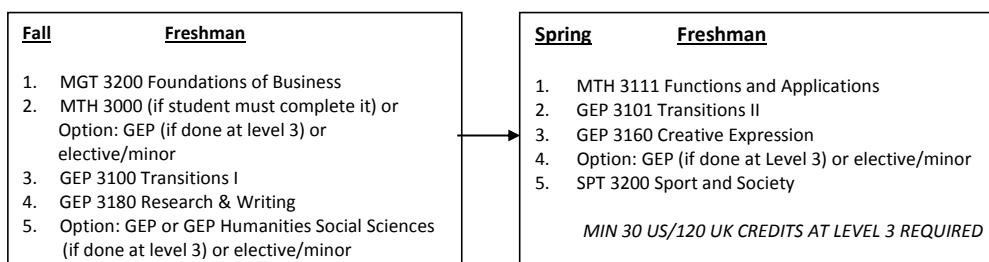 Fall Freshman
1. MGT 3200 Foundations of Business
2. MTH 3000 (if student must complete it) or
Option: GEP (if done at level 3) or
elective/minor
3. GEP 3100 Transitions I
4. GEP 3180 Research & Writing
5. Option: GEP or GEP Humanities Social Sciences
(if done at level 3) or elective/minor
Spring Freshman
1. MTH 3111 Functions and Applications
2. GEP 3101 Transitions II
3. GEP 3160 Creative Expression
4. Option: GEP (if done at Level 3) or elective/minor
5. SPT 3200 Sport and Society
MIN 30 US/120 UK CREDITS AT LEVEL 3 REQUIRED